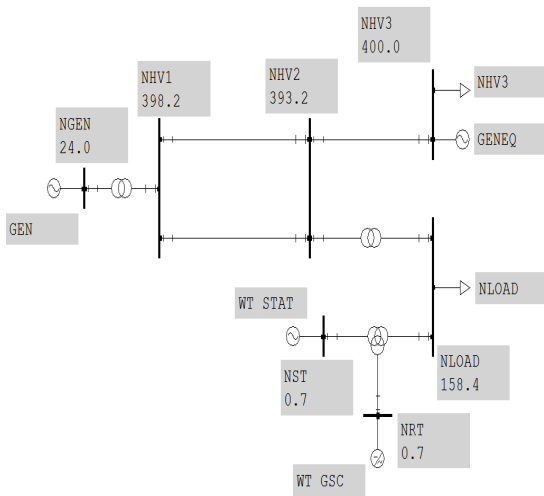 NHV3
400.0
NHV1
398.2
NHV2
393.2
NHV3
NGEN
24.0
GENEQ
GEN
NLOAD
WT STAT
NST
0.7
NLOAD
158.4
NRT
0.7
WT GSC